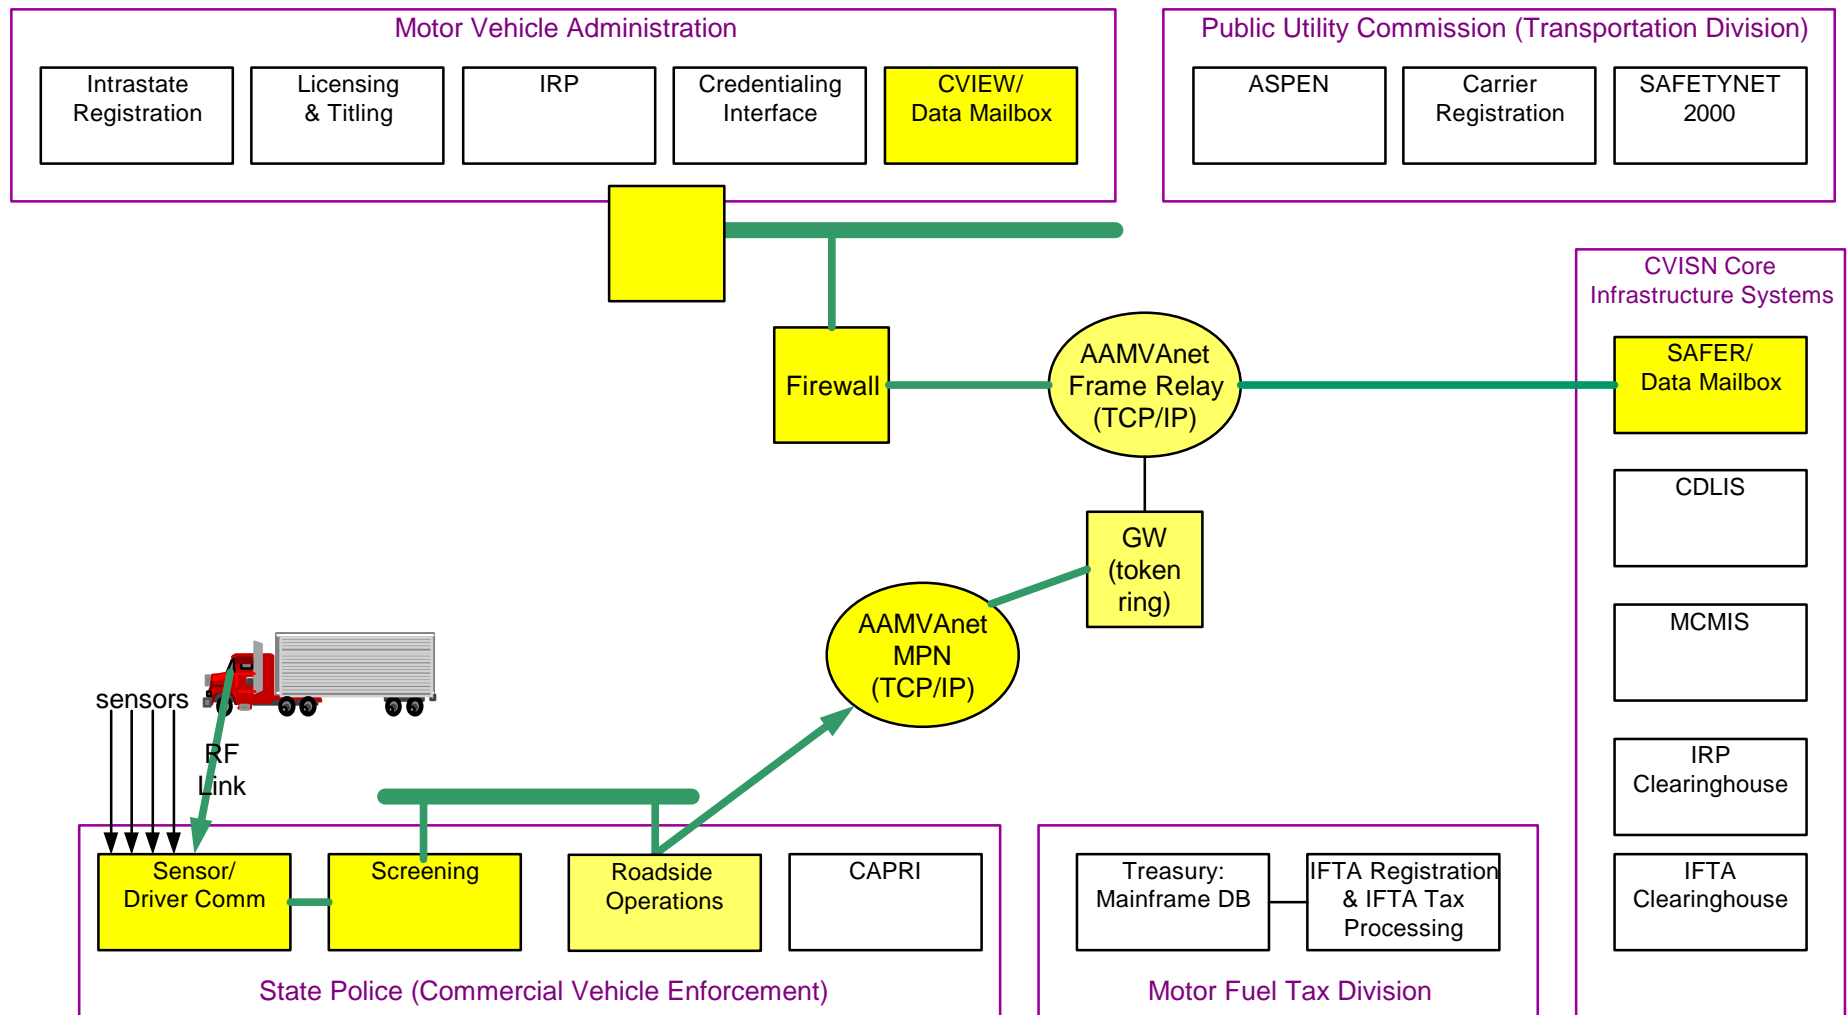 Motor Vehicle Administration
Intrastate
Registration
Licensing
& Titling
IRP
Credentialing
Interface
CVIEW/
Data Mailbox
Public Utility Commission (Transportation Division)
ASPEN
Carrier
Registration
SAFETYNET
2000
CVISN Core
Infrastructure Systems
SAFER/
Data Mailbox
CDLIS
MCMIS
IRP
Clearinghouse
IFTA
Clearinghouse
Firewall
AAMVAnet
Frame Relay
(TCP/IP)
GW
(token
ring)
AAMVAnet
MPN
(TCP/IP)
sensors
RF
Link
Sensor/
Driver Comm
Screening
Roadside
Operations
CAPRI
State Police (Commercial Vehicle Enforcement)
Treasury:
Mainframe DB
IFTA Registration
& IFTA Tax
Processing
Motor Fuel Tax Division